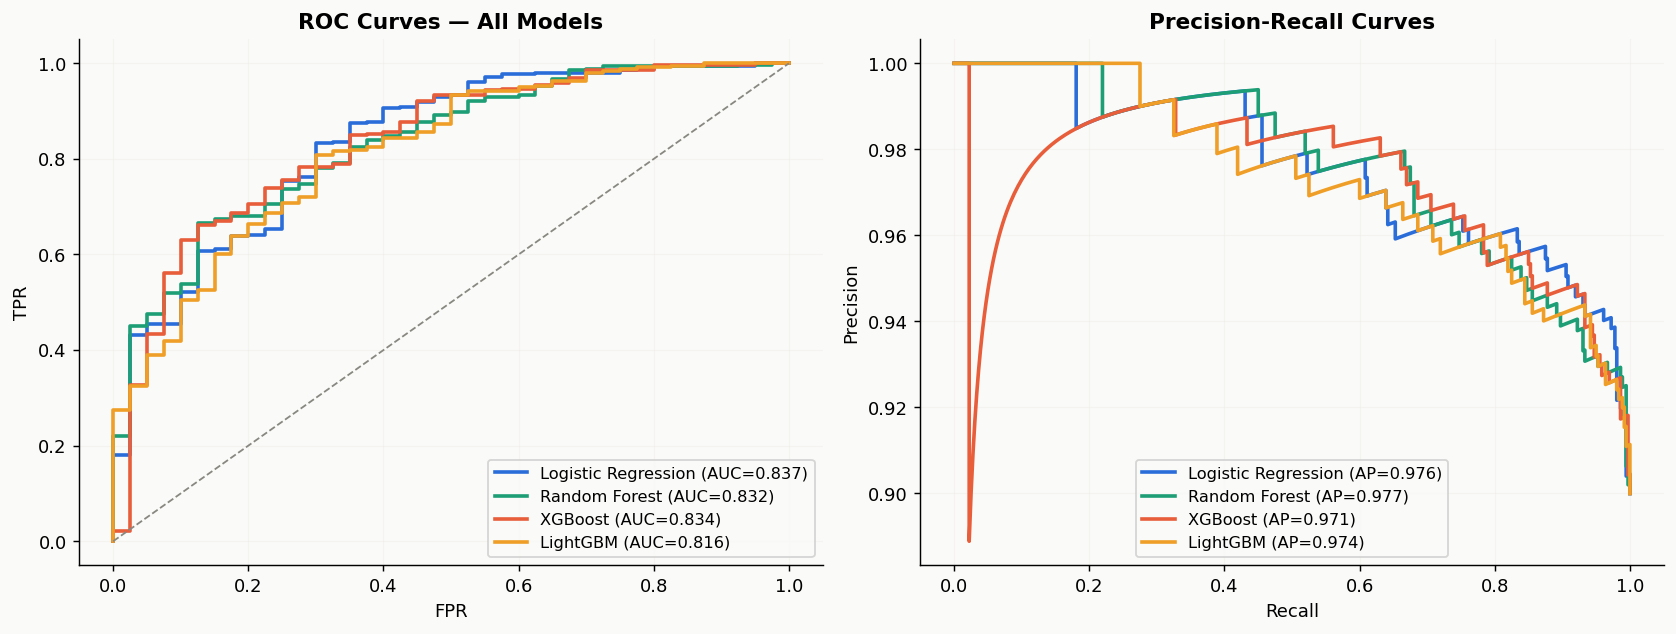 ROC Curves — All Models
1.0
0.8
0.6
0.4
0.2
0.0
TPR
0.0
0.2
0.4
0.6
0.8
1.0
FPR
Logistic Regression (AUC=0.837)
Random Forest (AUC=0.832)
XGBoost (AUC=0.834)
LightGBM (AUC=0.816)
Precision-Recall Curves
1.00
0.98
0.96
0.94
0.92
0.90
Precision
0.0
0.2
0.4
0.6
0.8
1.0
Recall
Logistic Regression (AP=0.976)
Random Forest (AP=0.977)
XGBoost (AP=0.971)
LightGBM (AP=0.974)